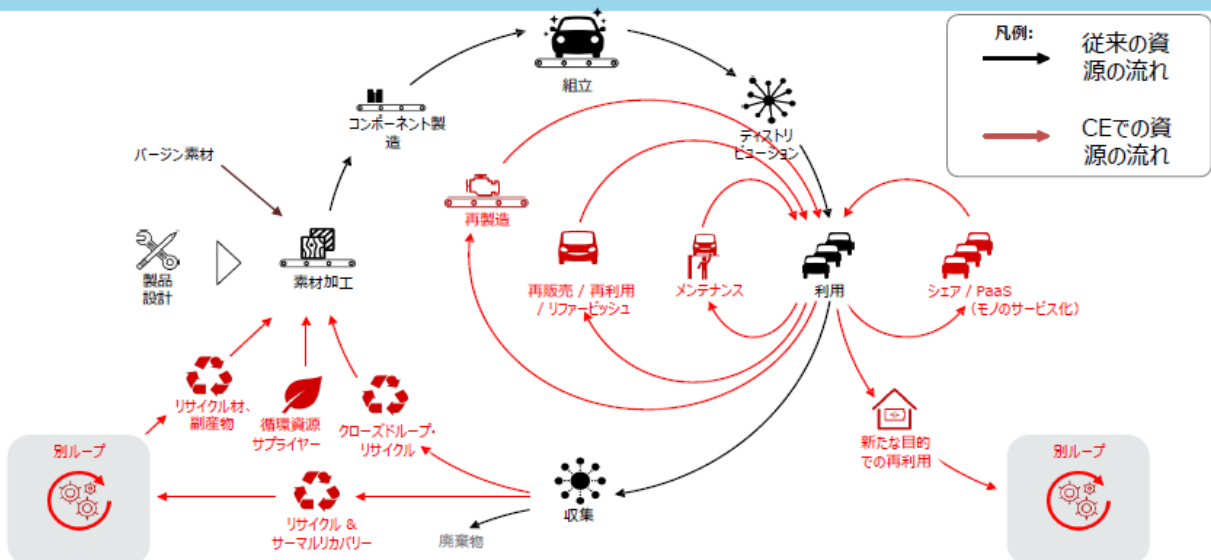 凡例:
従来の資
源の流れ
CEでの資
源の流れ
組立
コンポーネント製
造
ディストリ
ビューション
バージン素材
再製造
製品
設計
素材加工
再販売 / 再利用
/ リファービッシュ
メンテナンス
利用
シェア / PaaS
(モノのサービス化)
リサイクル材、
副産物
循環資源
サプライヤー
クローズドループ・
リサイクル
新たな目的
での再利用
別ループ
別ループ
リサイクル &
サーマルリカバリー
収集
廃棄物